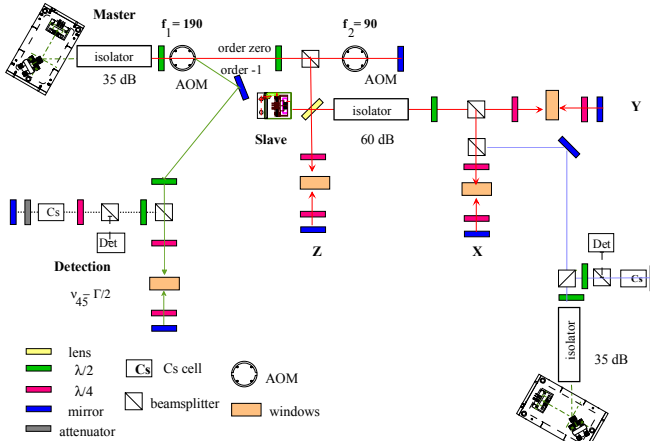 Master
f1 = 190
f2 = 90
isolator
35 dB
AOM
order zero
order -1
AOM
Slave
isolator
60 dB
Y
Z
X
Cs
Det
Detection
ν45 – Γ/2
Det
Cs
isolator
35 dB
lens
λ/2
λ/4
mirror
attenuator
Cs Cs cell
beamsplitter
AOM
windows